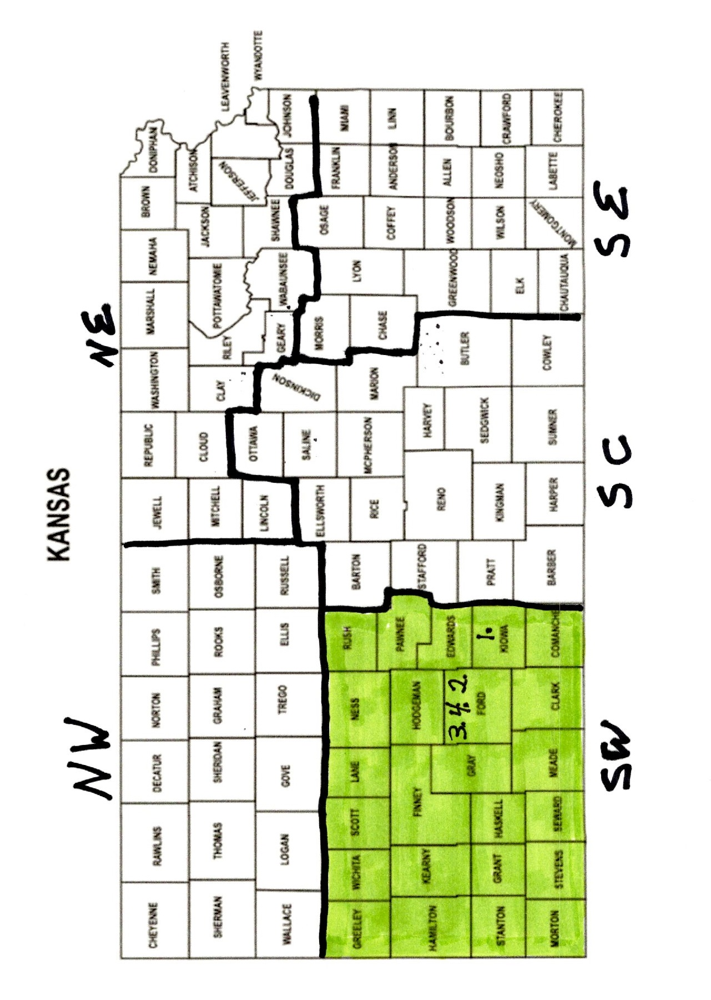 KANSAS
NW
NE
CHEYENNE
RAWLINS
DECATUR
NORTON
PHILLIPS
SMITH
JEWELL
REPUBLIC
WASHINGTON
MARSHALL
NEMAHA
BROWN
DONIPHAN
SHERMAN
THOMAS
SHERIDAN
GRAHAM
ROOKS
OSBORNE
MITCHELL
CLOUD
CLAY
RILEY
POTTAWATOMIE
JACKSON
ATCHISON
JEFFERSON
LEAVENWORTH
WYANDOTTE
WALLACE
LOGAN
GOVE
TREGO
ELLIS
RUSSELL
LINCOLN
OTTAWA
DICKINSON
GEARY
WABAUNSEE
SHAWNEE
DOUGLAS
JOHNSON
GREELEY
WICHITA
SCOTT
LANE
NESS
RUSH
BARTON
ELLSWORTH
SALINE
MORRIS
LYON
OSAGE
FRANKLIN
MIAMI
HAMILTON
KEARNY
FINNEY
HODGEMAN
PAWNEE
STAFFORD
RICE
MCPHERSON
MARION
CHASE
COFFEY
ANDERSON
LINN
GRAY
3. 4. 2.
FORD
EDWARDS
RENO
HARVEY
BUTLER
GREENWOOD
WOODSON
ALLEN
BOURBON
STANTON
GRANT
HASKELL
1.
KIOWA
PRATT
KINGMAN
SEDGWICK
ELK
WILSON
NEOSHO
CRAWFORD
MORTON
STEVENS
SEWARD
MEADE
CLARK
COMANCHE
BARBER
HARPER
SUMNER
COWLEY
CHAUTAUQUA
MONTGOMERY
LABETTE
CHEROKEE
SW
SC
SE